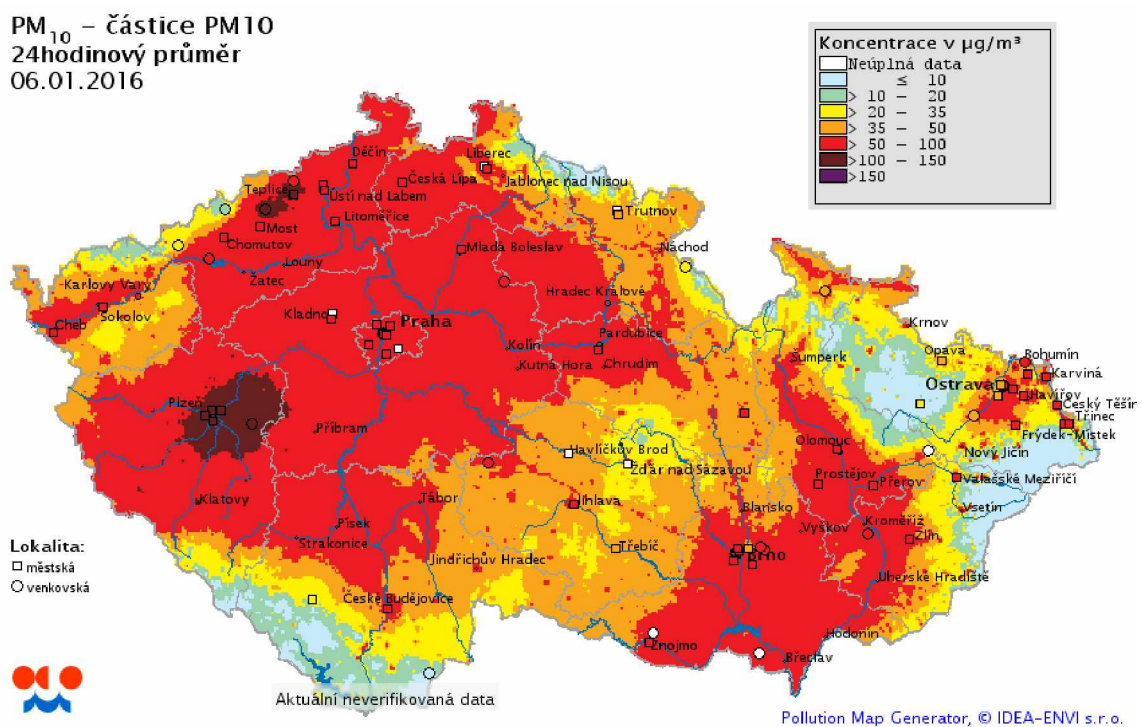 PM10 – částice PM10
24hodinový průměr
06.01.2016
Koncentrace v µg/m³
Neúplná data
≤ 10
> 10 – 20
> 20 – 35
> 35 – 50
> 50 – 100
>100 – 150
>150
Děčín
Liberec
Teplice
Česká Lípa
Jablonec nad Nisou
Ústí nad Labem
Litoměřice
Trutnov
Most
Chomutov
Mladá Boleslav
Náchod
Louny
Žatec
Karlovy Vary
Hradec Králové
Sokolov
Kladno
Praha
Cheb
Krnov
Pardubice
Kolín
Šumperk
Opava
Bohumín
Kutná Hora
Chrudim
Karviná
Ostrava
Havířov
Plzeň
Český Těšín
Třinec
Příbram
Frýdek-Místek
Olomouc
Havlíčkův Brod
Nový Jičín
Žďár nad Sázavou
Prostějov
Přerov
Valašské Meziříčí
Klatovy
Tábor
Jihlava
Blansko
Vsetín
Písek
Vyškov
Kroměříž
Strakonice
Zlín
Lokalita:
městská
venkovská
Jindřichův Hradec
Třebíč
Brno
Uherské Hradiště
České Budějovice
Hodonín
Znojmo
Břeclav
Aktuální neverifikovaná data
Pollution Map Generator, © IDEA-ENVI s.r.o.